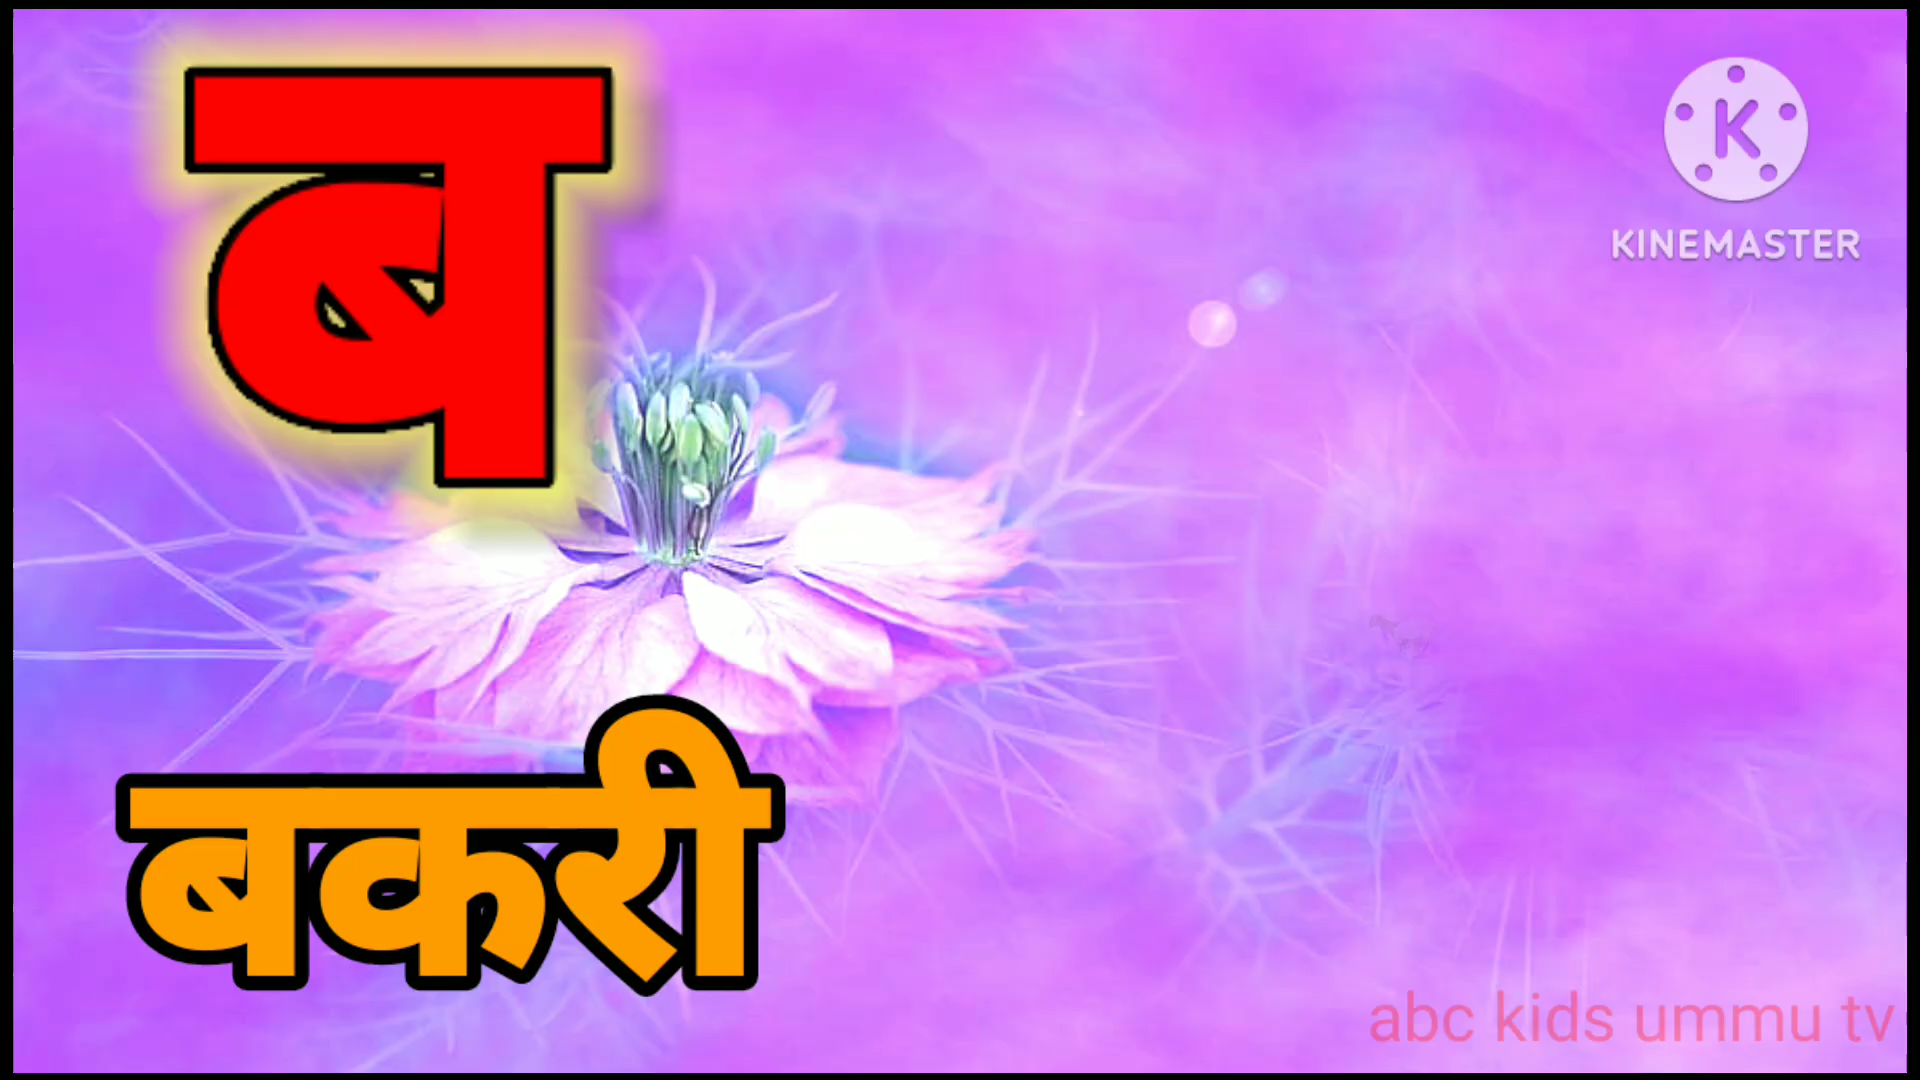 ब
KINEMASTER
बकरी
abc kids ummu tv